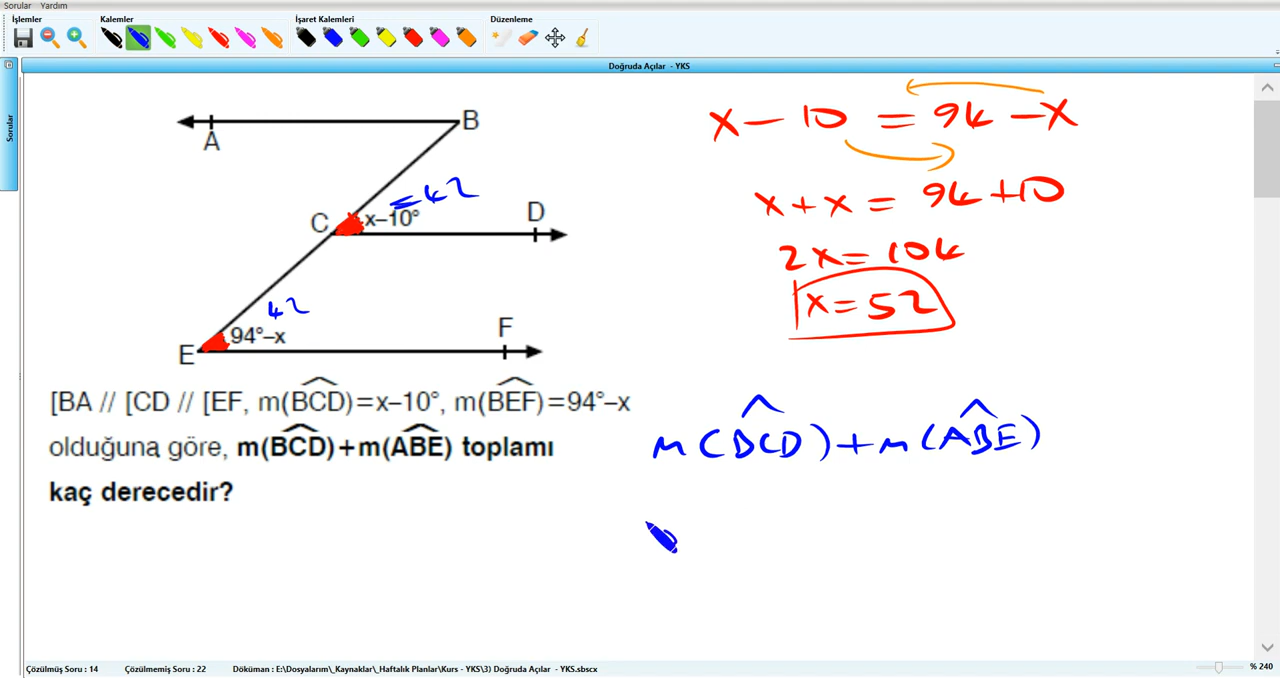 Sorular Yardım
İşlemler Kalemler İşaret Kalemleri Düzenleme
Doğruda Açılar - YKS
Sorular
A
B
C
D
E
F
x–10°
=42
42
94°–x
x - 10 = 94 - x
x + x = 94 + 10
2x = 104
x = 52
[BA // [CD // [EF, m(BCD)=x–10°, m(BEF)=94°–x
olduğuna göre, m(BCD)+m(ABE) toplamı
kaç derecedir?
m(BCD)+m(ABE)
Çözülmüş Soru : 14 Çözülmemiş Soru : 22 Döküman : E:\Dosyalarım\_Kaynaklar\_Haftalık Planlar\Kurs - YKS\3) Doğruda Açılar - YKS.sbscx % 240